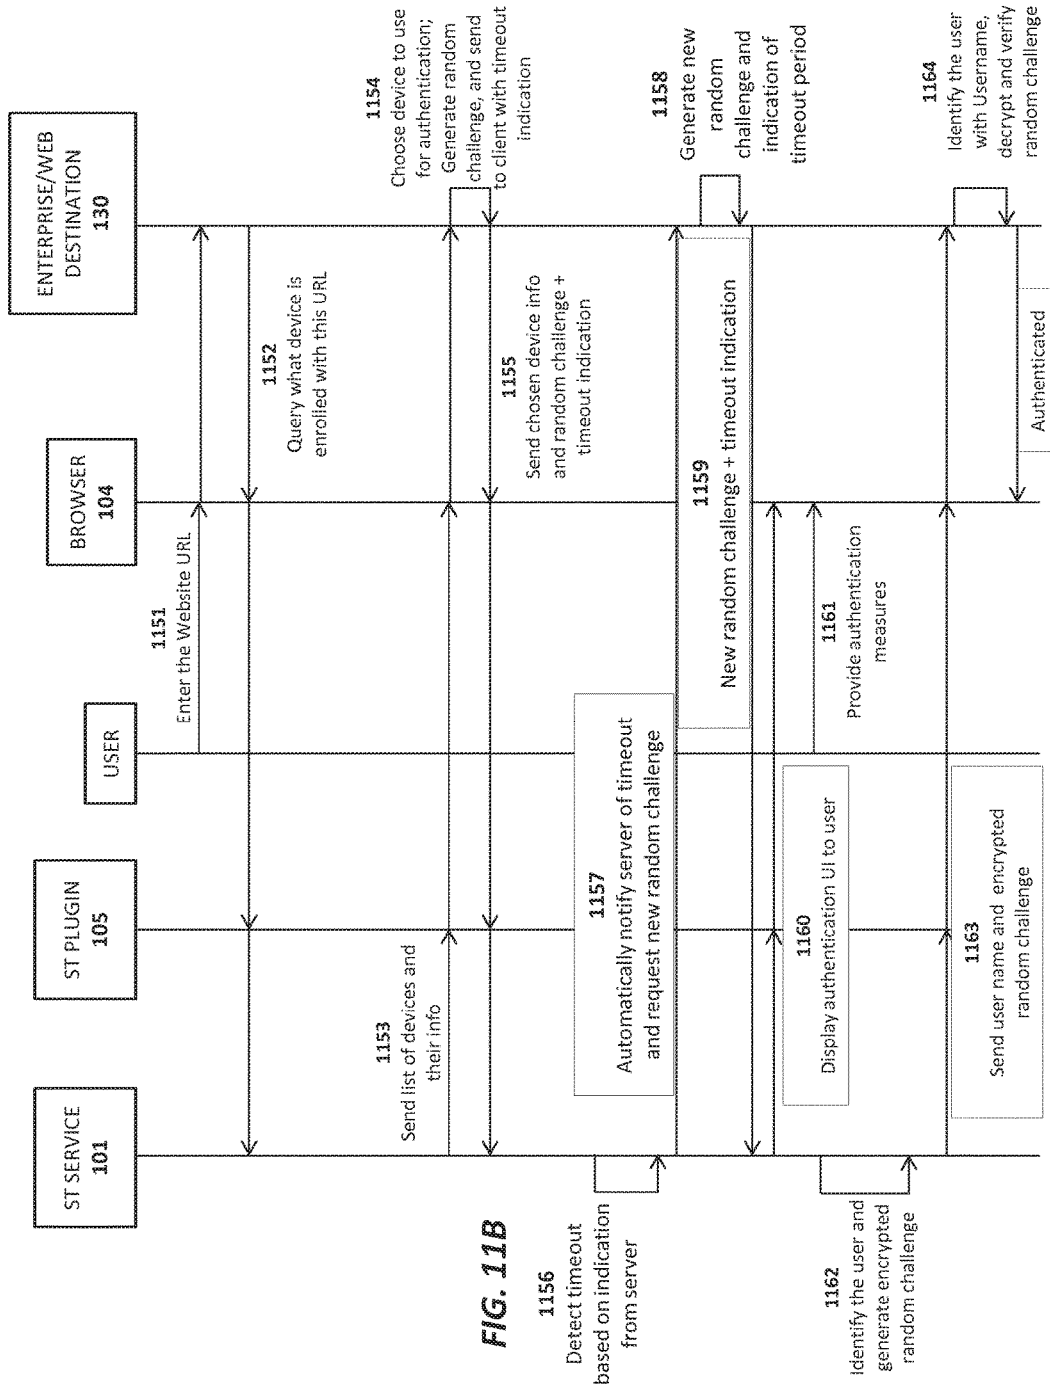 ST SERVICE
101
ST PLUGIN
105
USER
BROWSER
104
ENTERPRISE/WEB
DESTINATION
130
1151
Enter the Website URL
1152
Query what device is
enrolled with this URL
1153
Send list of devices and
their info
1154
Choose device to use
for authentication;
Generate random
challenge, and send
to client with timeout
indication
1155
Send chosen device info
and random challenge +
timeout indication
FIG. 11B
1156
Detect timeout
based on indication
from server
1157
Automatically notify server of timeout
and request new random challenge
1158
Generate new
random
challenge and
indication of
timeout period
1159
New random challenge + timeout indication
1160
Display authentication UI to user
1161
Provide authentication
measures
1162
Identify the user and
generate encrypted
random challenge
1163
Send user name and encrypted
random challenge
1164
Identify the user
with Username,
decrypt and verify
random challenge
Authenticated